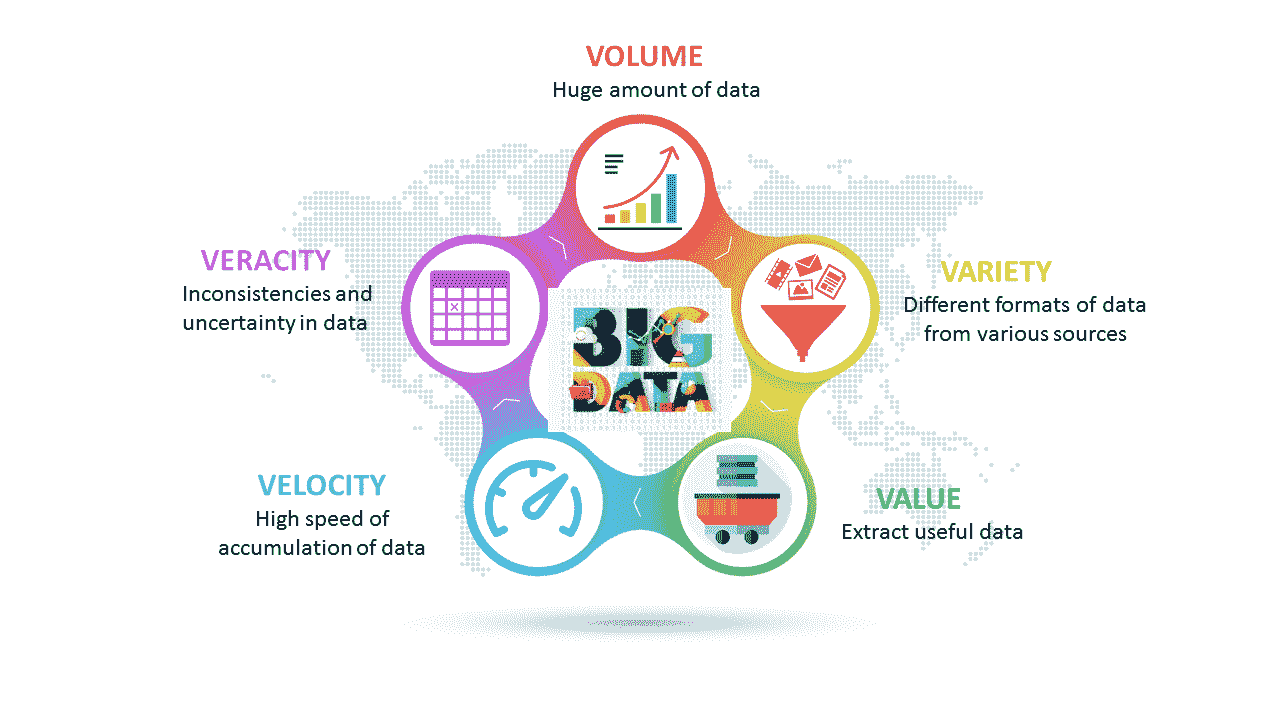 VOLUME
Huge amount of data
VERACITY
Inconsistencies and
uncertainty in data
VARIETY
Different formats of data
from various sources
BIG
DATA
VELOCITY
High speed of
accumulation of data
VALUE
Extract useful data